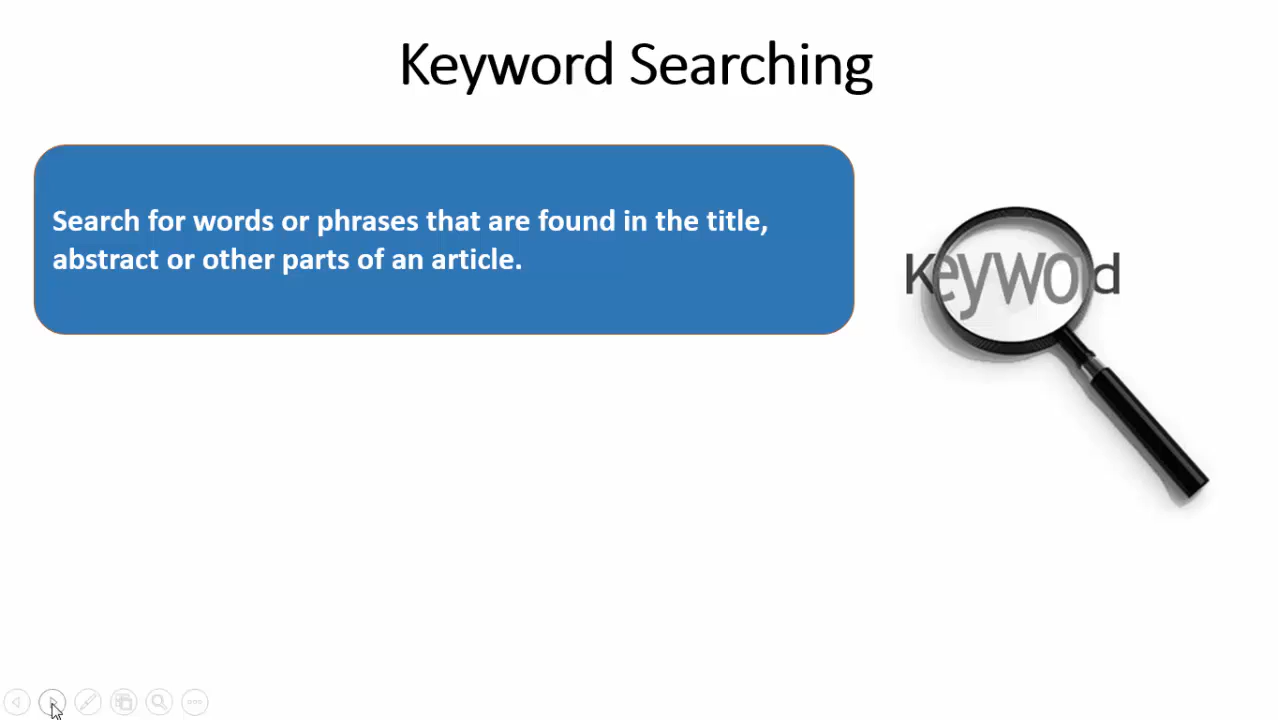 Keyword Searching
Search for words or phrases that are found in the title,
abstract or other parts of an article.
Keyword